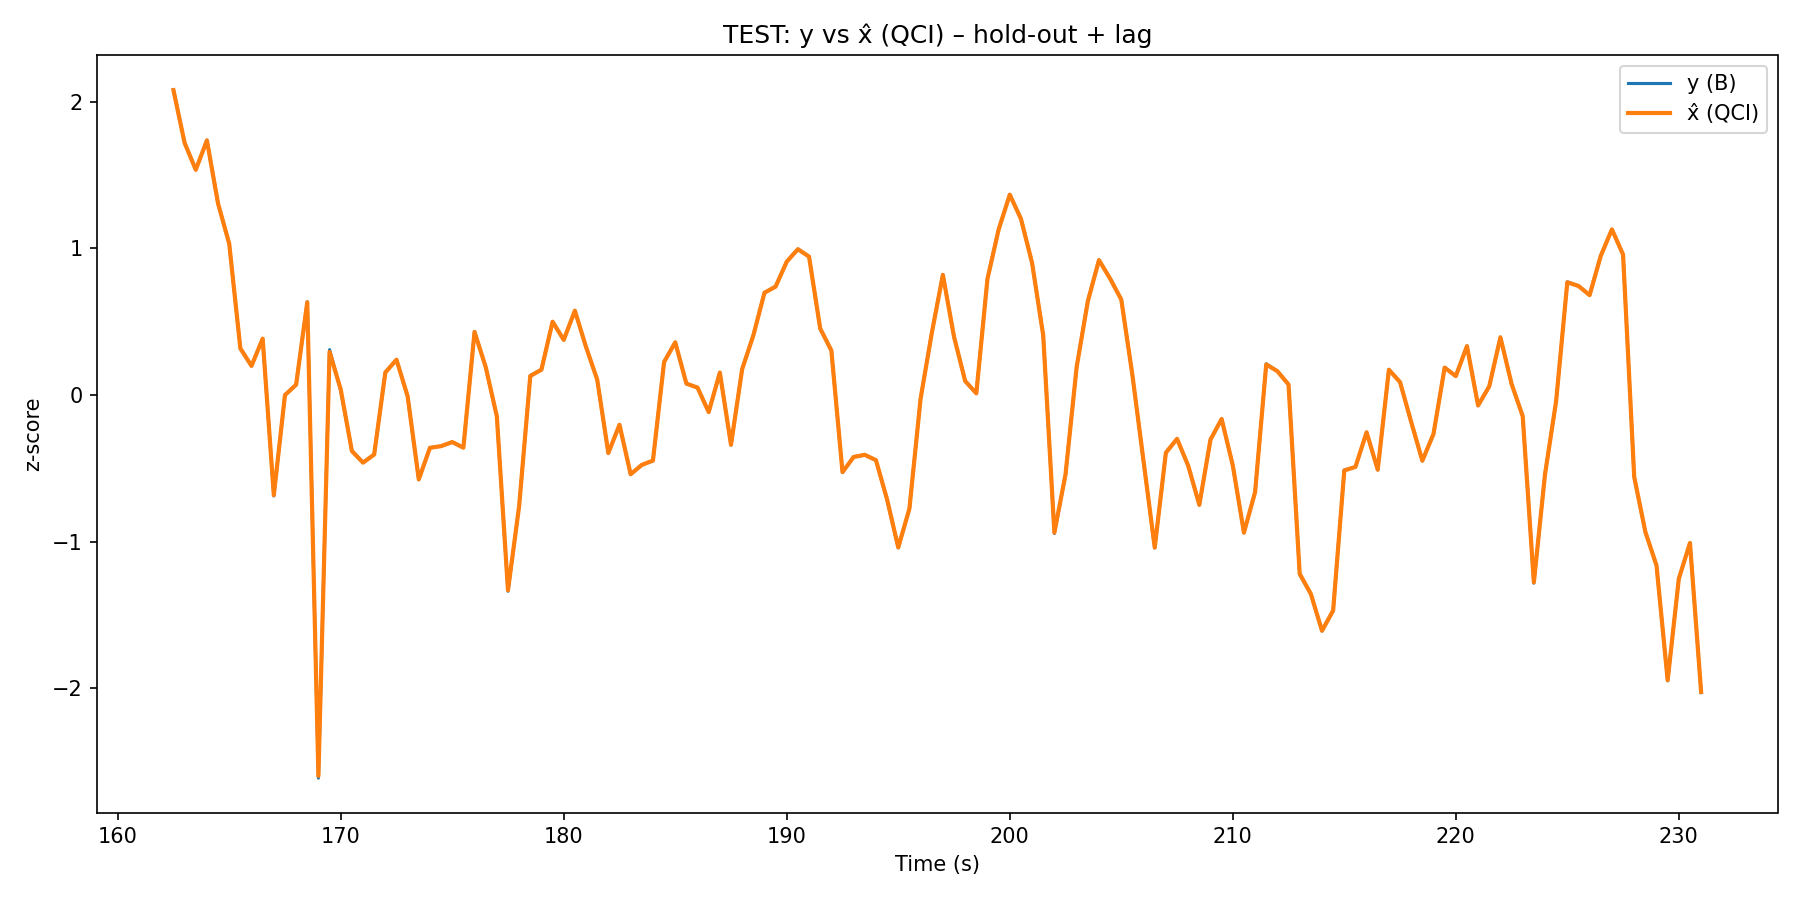 TEST: y vs x̂ (QCI) – hold-out + lag
y (B)
x̂ (QCI)
2
1
0
−1
−2
z-score
160 170 180 190 200 210 220 230
Time (s)